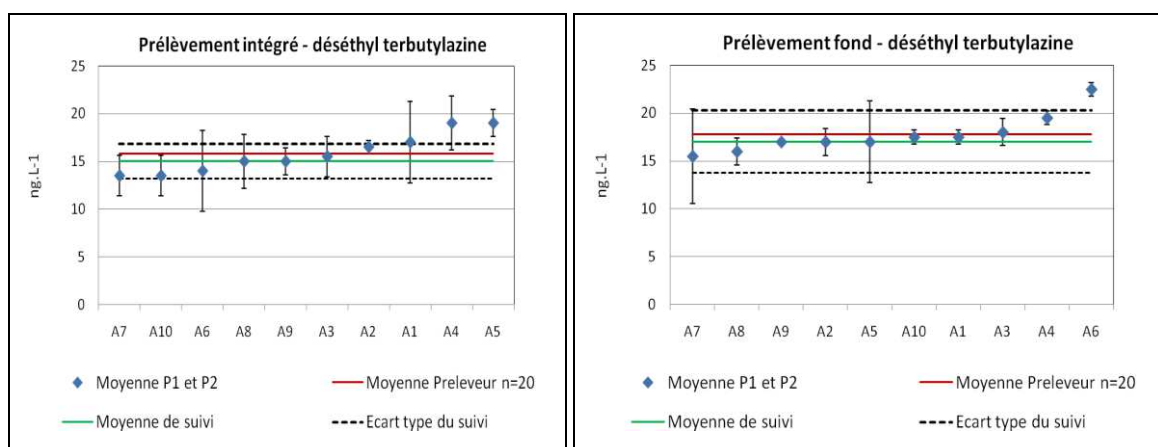 Prélèvement intégré - déséthyl terbutylazine
25
20
15
10
5
0
ng.L-1
A7 A10 A6 A8 A9 A3 A2 A1 A4 A5
Moyenne P1 et P2
Moyenne Preleveur n=20
Moyenne de suivi
Ecart type du suivi
Prélèvement fond - déséthyl terbutylazine
25
20
15
10
5
0
ng.L-1
A7 A8 A9 A2 A5 A10 A1 A3 A4 A6
Moyenne P1 et P2
Moyenne Preleveur n=20
Moyenne de suivi
Ecart type du suivi